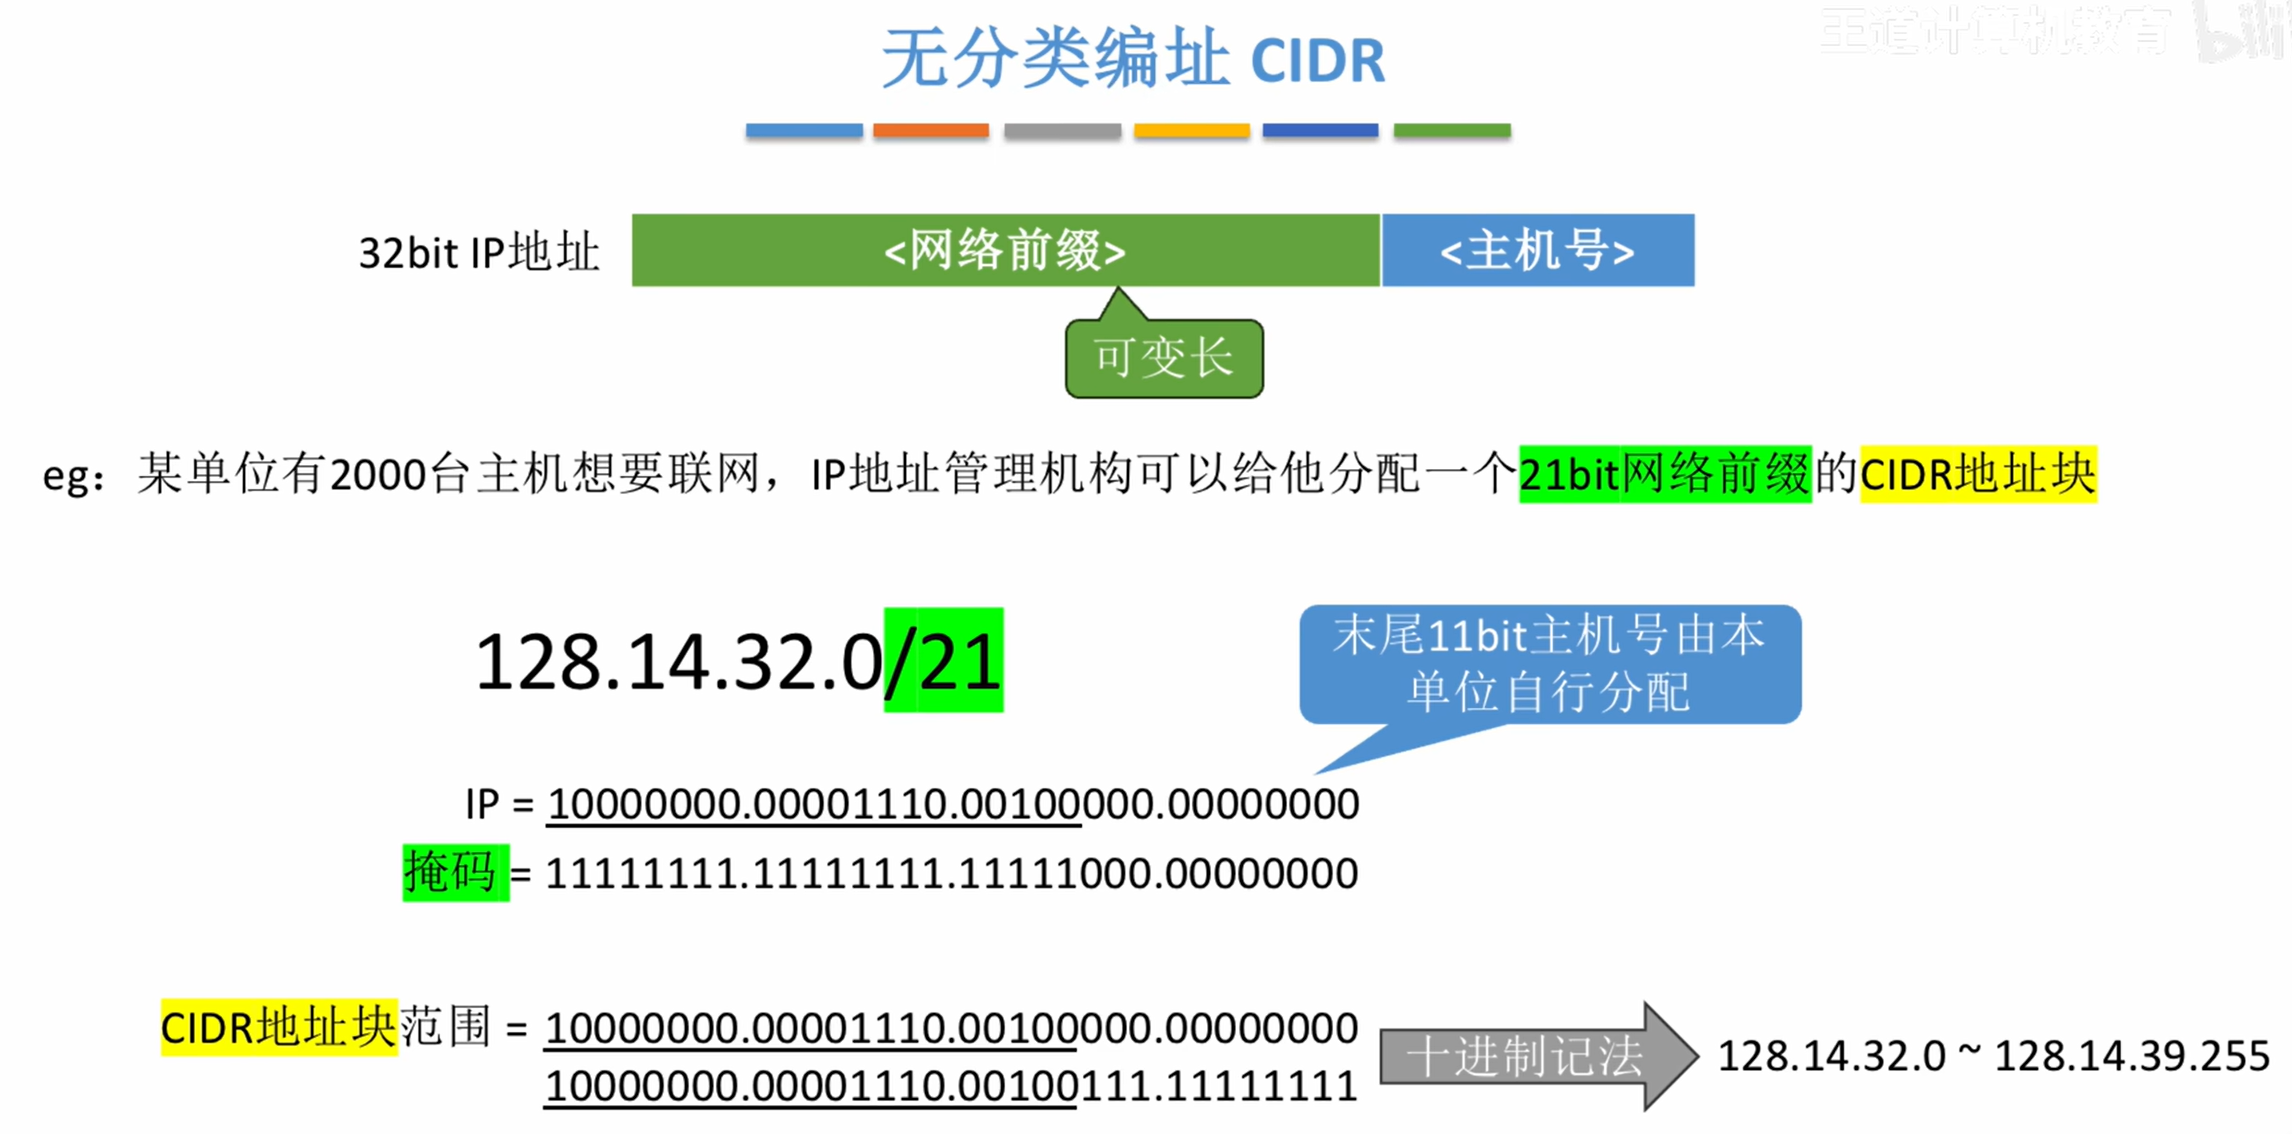 王道计算机教育 bili
无分类编址 CIDR
32bit IP地址 <网络前缀> <主机号>
可变长
eg：某单位有2000台主机想要联网，IP地址管理机构可以给他分配一个21bit网络前缀的CIDR地址块
128.14.32.0/21
末尾11bit主机号由本
单位自行分配
IP = 10000000.00001110.00100000.00000000
掩码 = 11111111.11111111.11111000.00000000
CIDR地址块范围 = 10000000.00001110.00100000.00000000
10000000.00001110.00100111.11111111
十进制记法
128.14.32.0 ~ 128.14.39.255